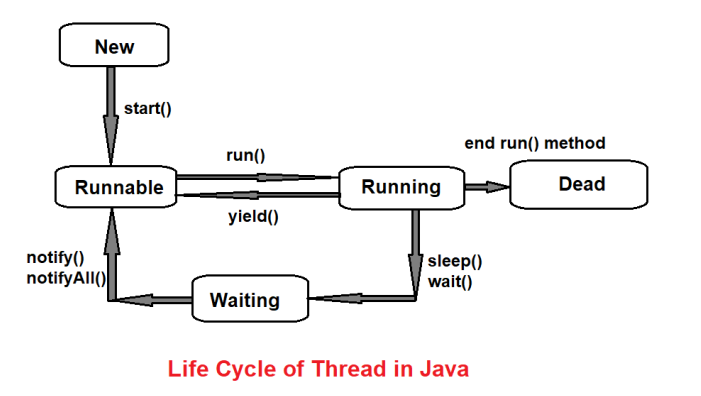 New
start()
run()
end run() method
Runnable
Running
Dead
yield()
notify()
notifyAll()
sleep()
wait()
Waiting
Life Cycle of Thread in Java